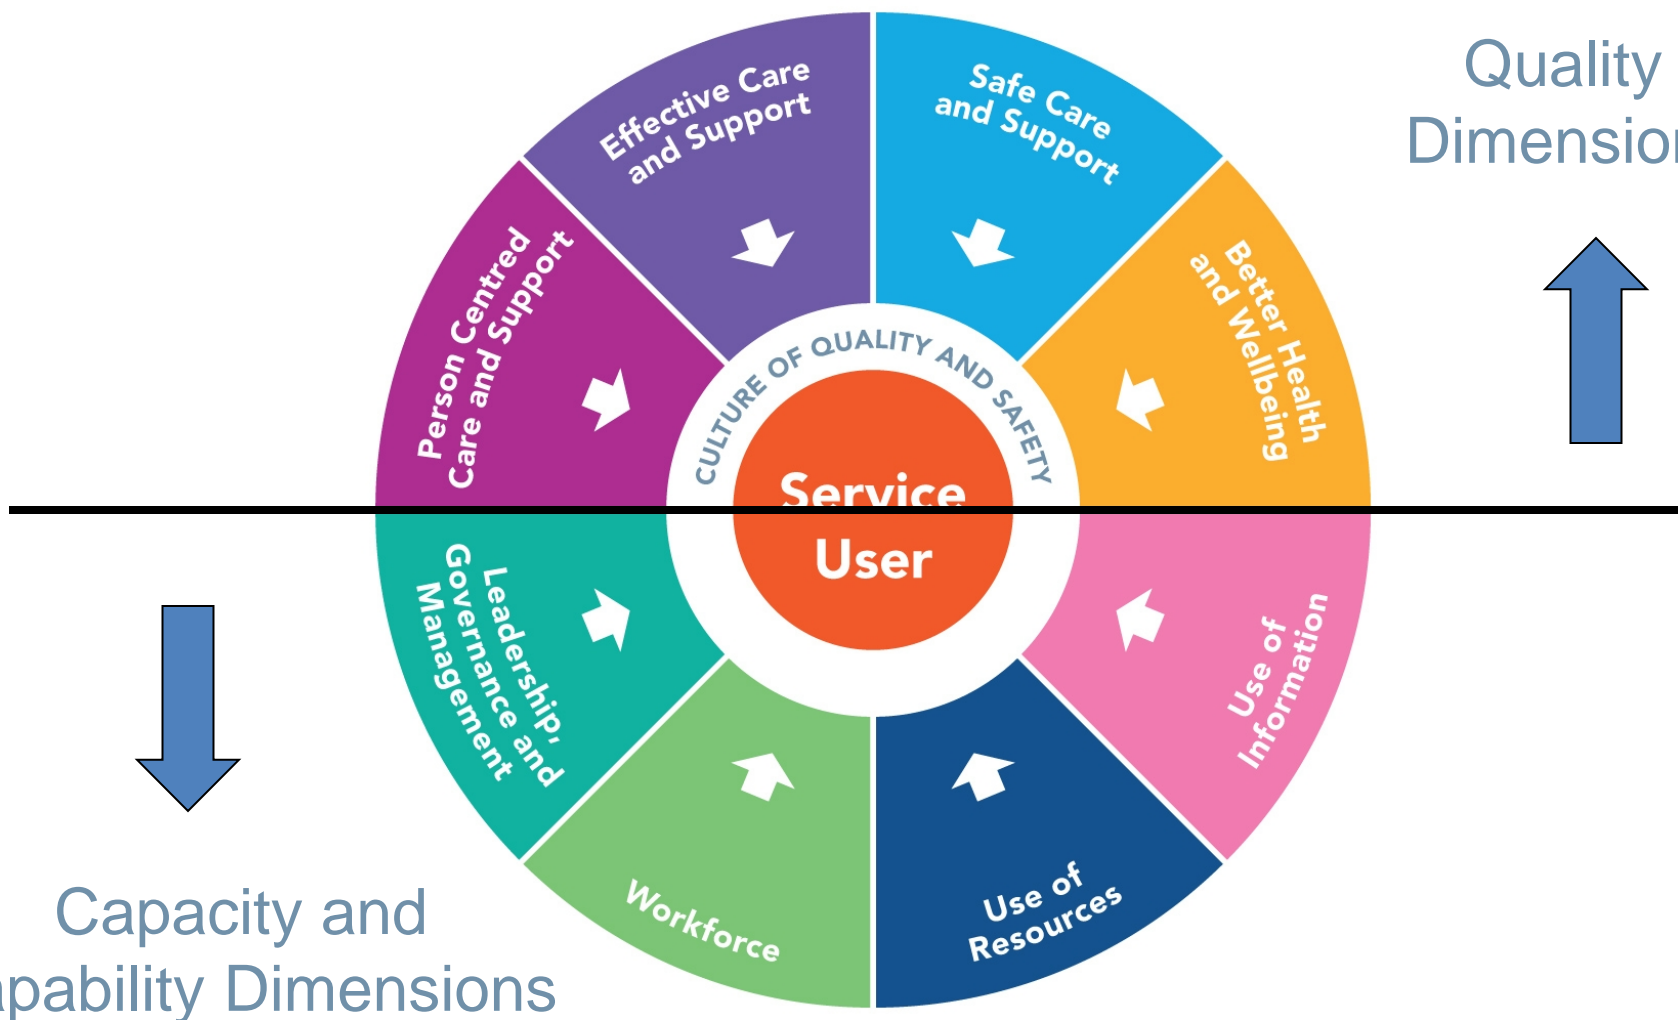 Quality
Dimension
Effective Care
and Support
Safe Care
and Support
Person Centred
Care and Support
Better Health
and Wellbeing
CULTURE OF QUALITY AND SAFETY
Service
User
Leadership,
Governance and
Management
Use of
Information
Workforce
Use of
Resources
Capacity and
apability Dimensions